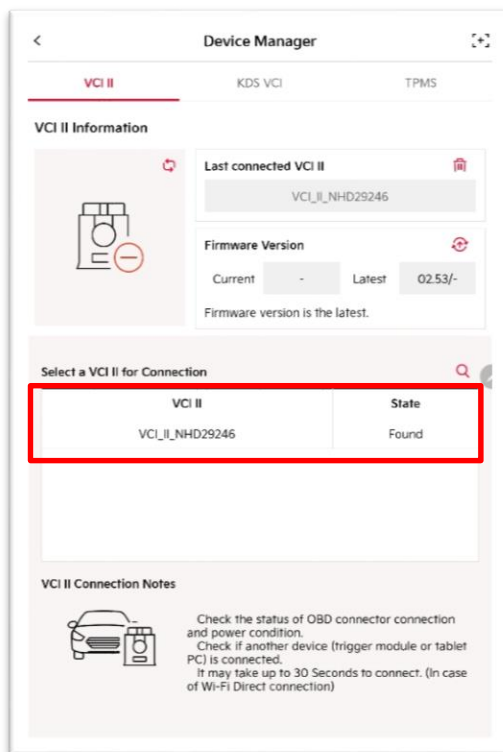 Device Manager
VCI II KDS VCI TPMS
VCI II Information
Last connected VCI II
VCI_II_NHD29246
Firmware Version
Current - Latest 02.53/-
Firmware version is the latest.
Select a VCI II for Connection
VCI II State
VCI_II_NHD29246 Found
VCI II Connection Notes
Check the status of OBD connector connection
and power condition.
Check if another device (trigger module or tablet
PC) is connected.
It may take up to 30 Seconds to connect. (In case
of Wi-Fi Direct connection)